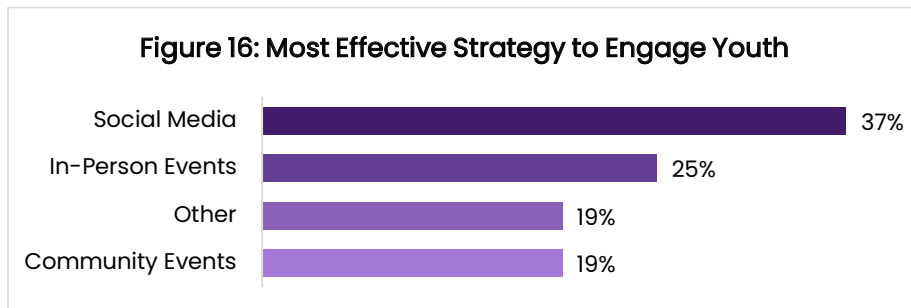 Figure 16: Most Effective Strategy to Engage Youth
Social Media 37%
In-Person Events 25%
Other 19%
Community Events 19%